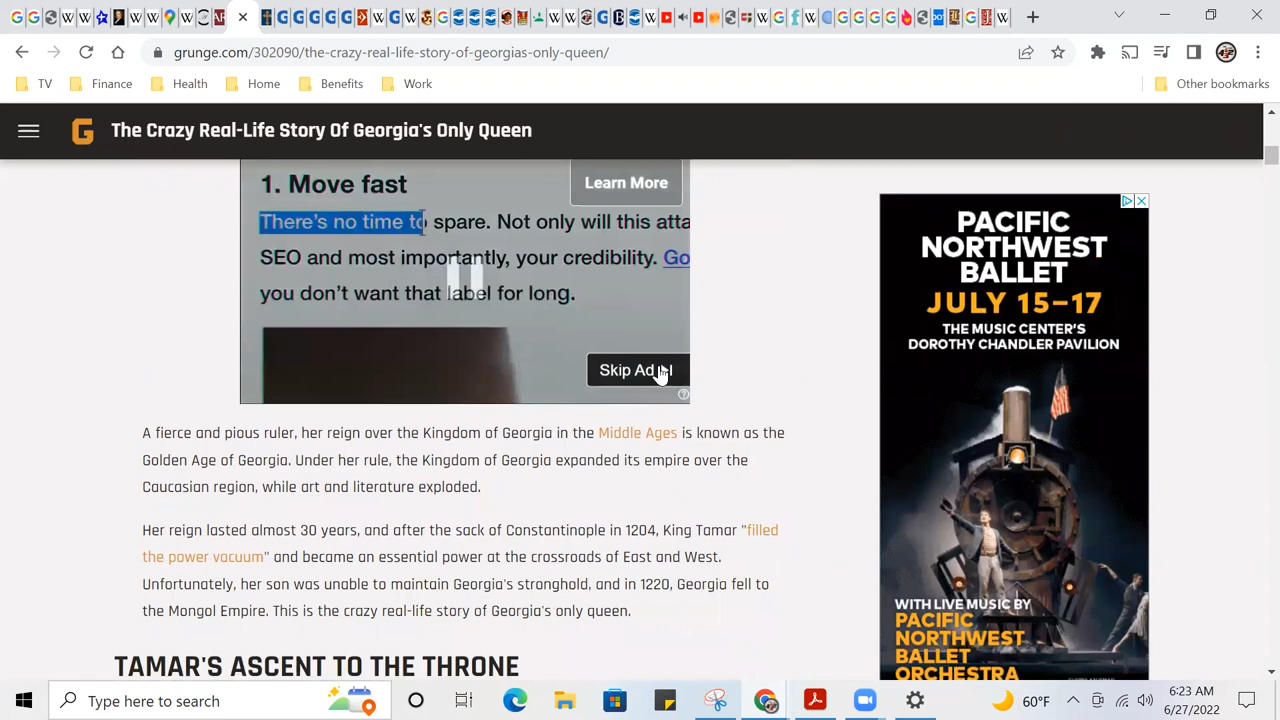 grunge.com/302090/the-crazy-real-life-story-of-georgias-only-queen/
TV
Finance
Health
Home
Benefits
Work
Other bookmarks
G The Crazy Real-Life Story Of Georgia's Only Queen
1. Move fast
Learn More
There's no time to spare. Not only will this atta
SEO and most importantly, your credibility. Go
you don't want that label for long.
Skip Ad
A fierce and pious ruler, her reign over the Kingdom of Georgia in the Middle Ages is known as the
Golden Age of Georgia. Under her rule, the Kingdom of Georgia expanded its empire over the
Caucasian region, while art and literature exploded.
Her reign lasted almost 30 years, and after the sack of Constantinople in 1204, King Tamar "filled
the power vacuum" and became an essential power at the crossroads of East and West.
Unfortunately, her son was unable to maintain Georgia's stronghold, and in 1220, Georgia fell to
the Mongol Empire. This is the crazy real-life story of Georgia's only queen.
TAMAR'S ASCENT TO THE THRONE
PACIFIC
NORTHWEST
BALLET
JULY 15–17
THE MUSIC CENTER'S
DOROTHY CHANDLER PAVILION
WITH LIVE MUSIC BY
PACIFIC
NORTHWEST
BALLET
ORCHESTRA
Type here to search
60°F
6:23 AM
6/27/2022